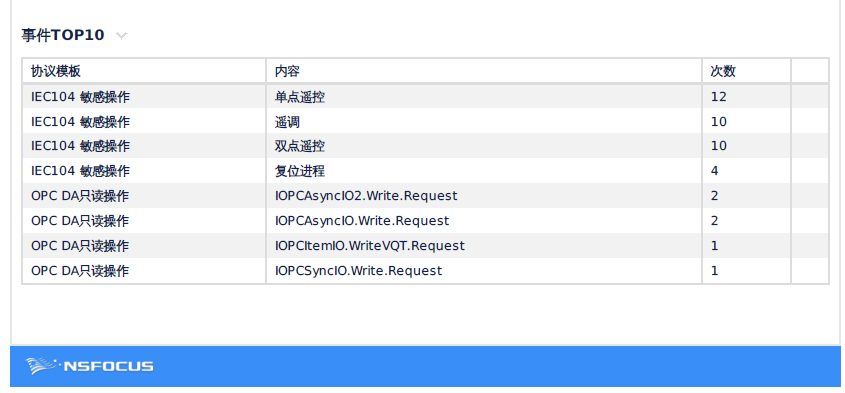 事件TOP10
协议模板 内容 次数
IEC104 敏感操作 单点遥控 12
IEC104 敏感操作 遥调 10
IEC104 敏感操作 双点遥控 10
IEC104 敏感操作 复位进程 4
OPC DA只读操作 IOPCAsyncIO2.Write.Request 2
OPC DA只读操作 IOPCAsyncIO.Write.Request 2
OPC DA只读操作 IOPCItemIO.WriteVQT.Request 1
OPC DA只读操作 IOPCSyncIO.Write.Request 1
NSFOCUS